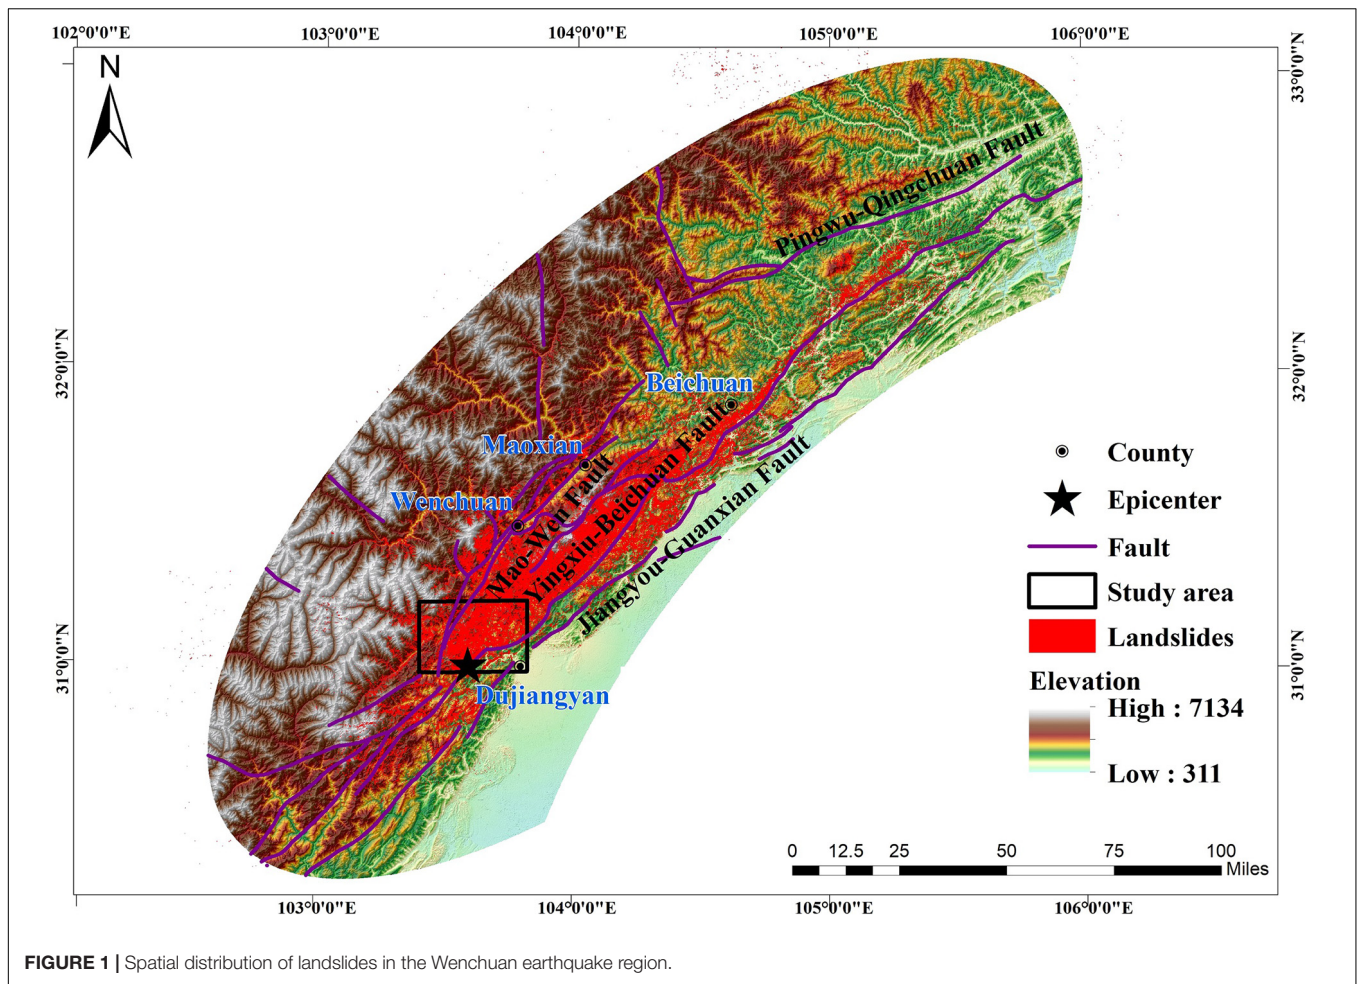 102°0'0"E 103°0'0"E 104°0'0"E 105°0'0"E 106°0'0"E
N
33°0'0"N
33°0'0"N
32°0'0"N
32°0'0"N
31°0'0"N
31°0'0"N
Pingwu-Qingchuan Fault
Beichuan
Maoxian
Wenchuan
Mao-Wen Fault
Yingxiu-Beichuan Fault
Jiangyou-Guanxian Fault
Dujiangyan
County
Epicenter
Fault
Study area
Landslides
Elevation
High : 7134
Low : 311
0 12.5 25 50 75 100
Miles
103°0'0"E 104°0'0"E 105°0'0"E 106°0'0"E
FIGURE 1 | Spatial distribution of landslides in the Wenchuan earthquake region.